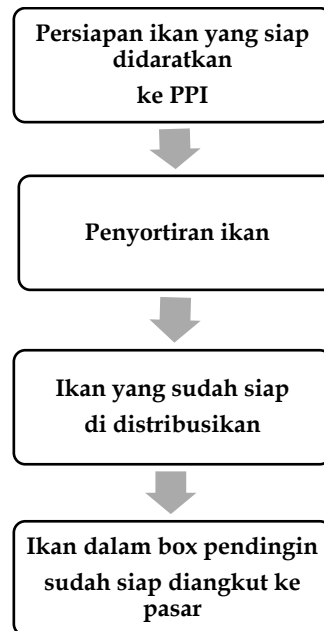 Persiapan ikan yang siap
didaratkan
ke PPI
Penyortiran ikan
Ikan yang sudah siap
di distribusikan
Ikan dalam box pendingin
sudah siap diangkut ke
pasar